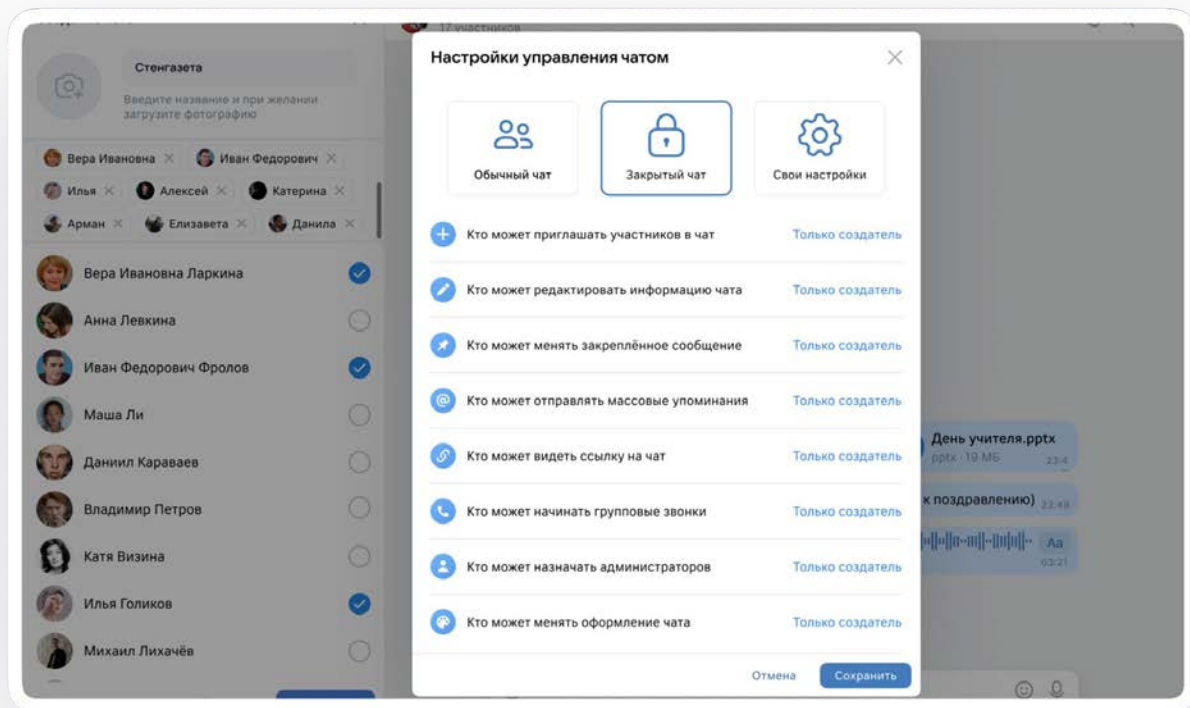 17 участников
Стенгазета
Введите название и при желании
загрузите фотографию
Вера Ивановна
Иван Федорович
Илья
Алексей
Катерина
Арман
Елизавета
Данила
Вера Ивановна Ларкина
Анна Левкина
Иван Федорович Фролов
Маша Ли
Даниил Караваев
Владимир Петров
Катя Визина
Илья Голиков
Михаил Лихачёв
Настройки управления чатом
Обычный чат
Закрытый чат
Свои настройки
Кто может приглашать участников в чат Только создатель
Кто может редактировать информацию чата Только создатель
Кто может менять закреплённое сообщение Только создатель
Кто может отправлять массовые упоминания Только создатель
Кто может видеть ссылку на чат Только создатель
Кто может начинать групповые звонки Только создатель
Кто может назначать администраторов Только создатель
Кто может менять оформление чата Только создатель
Отмена
Сохранить
День учителя.pptx
pptx · 19 МБ
23:4
к поздравлению) 23:49
Aa
03:21